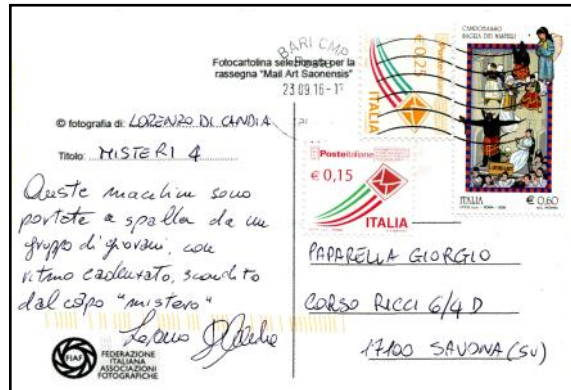 Fotocartolina selezionata per la
rassegna "Mail Art Saonensis"
BARI CMP
23.09.16-1
€ 0,25
ITALIA
CAMPOBASSO
SAGRA DEI MISTERI
ITALIA
€ 0,60
© fotografia di: LORENZO DI CANDIA
Titolo: MISTERI 4
Posteitaliane
€ 0,15
ITALIA
Queste macchine sono
portate a spalla da un
gruppo di giovani, con
ritmo cadenzato, scandito
dal capo "mistero"
PAPARELLA GIORGIO
CORSO RICCI 6/4 D
17100 SAVONA (SV)
FIAF
FEDERAZIONE
ITALIANA
ASSOCIAZIONI
FOTOGRAFICHE